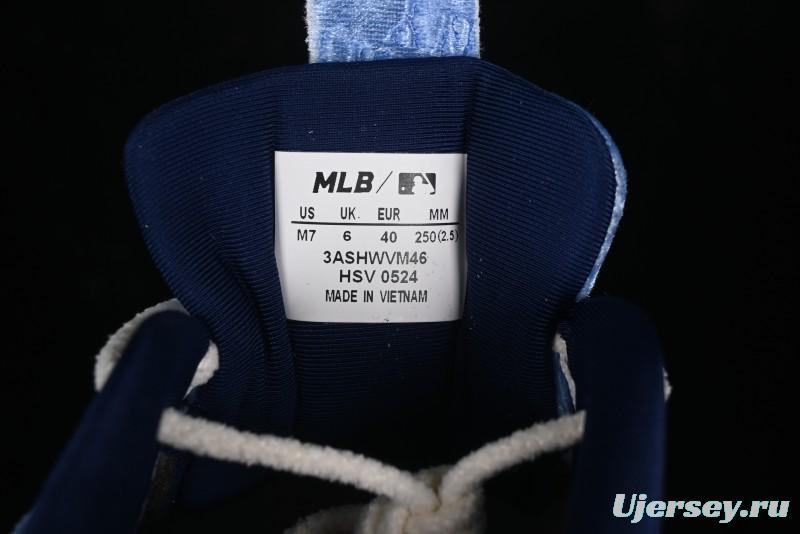 MLB /
US UK EUR MM
M7 6 40 250(2.5)
3ASHWVM46
HSV 0524
MADE IN VIETNAM
Ujersey.ru